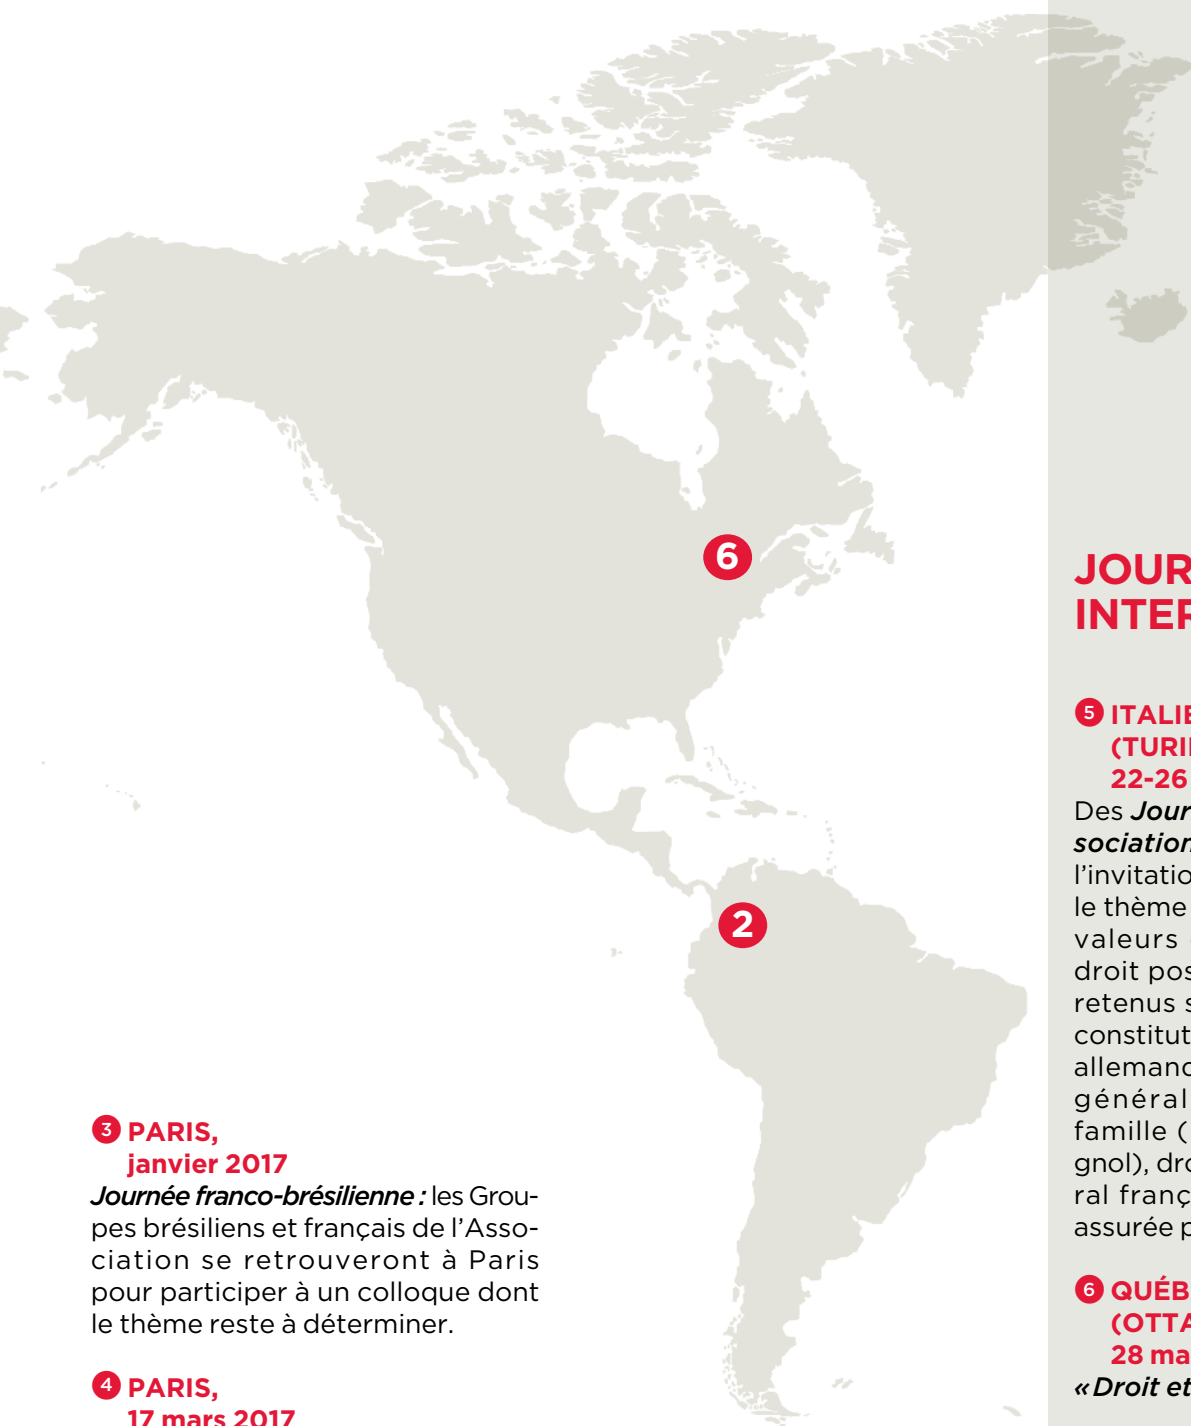 6
2
3 PARIS,
janvier 2017
Journée franco-brésilienne : les Grou-
pes brésiliens et français de l’Asso-
ciation se retrouveront à Paris
pour participer à un colloque dont
le thème reste à déterminer.
4 PARIS,
17 mars 2017
JOUR
INTER
5 ITALIE
(TURI
22-26
Des Jour
sociation
l’invitatio
le thème
valeurs
droit pos
retenus s
constitut
allemand
général
famille (
gnol), dro
ral franç
assurée p
6 QUÉB
(OTTA
28 ma
« Droit et